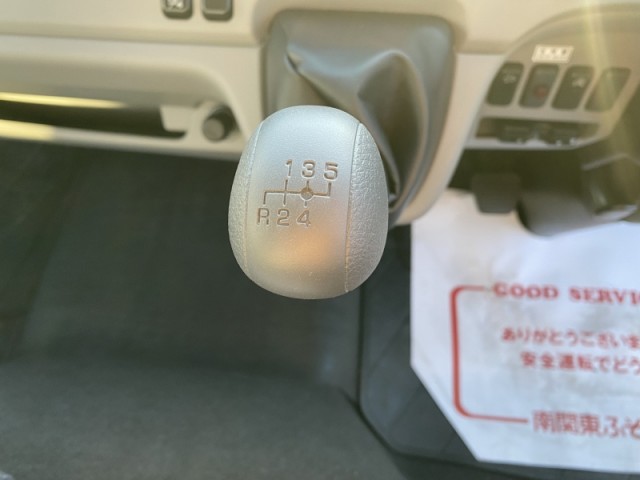 1 3 5
R 2 4
GOOD SERVIC
ありがとうございま
安全運転でどう
南関東ふそ